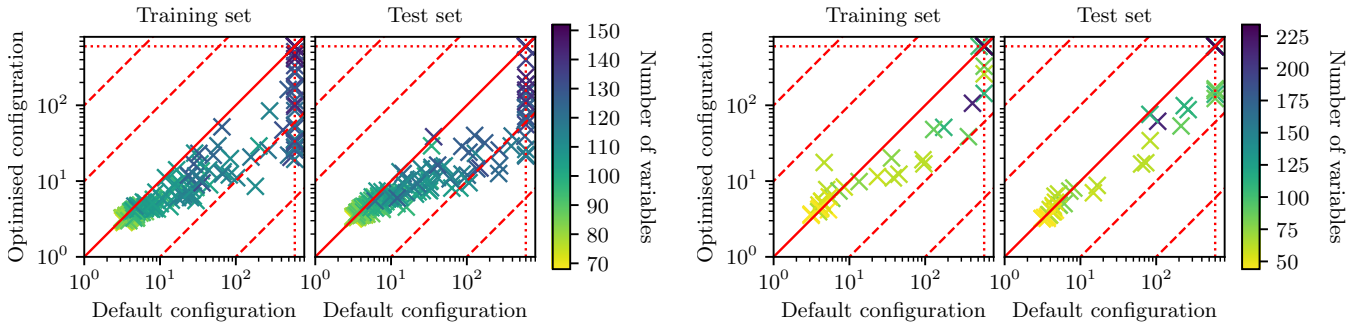 Training set
Test set
Optimised configuration
10^2
10^1
10^0
10^0
10^1
10^2
10^0
10^1
10^2
Default configuration
Default configuration
150
140
130
120
110
100
90
80
70
Number of variables
Training set
Test set
Optimised configuration
10^2
10^1
10^0
10^0
10^1
10^2
10^0
10^1
10^2
Default configuration
Default configuration
225
200
175
150
125
100
75
50
Number of variables